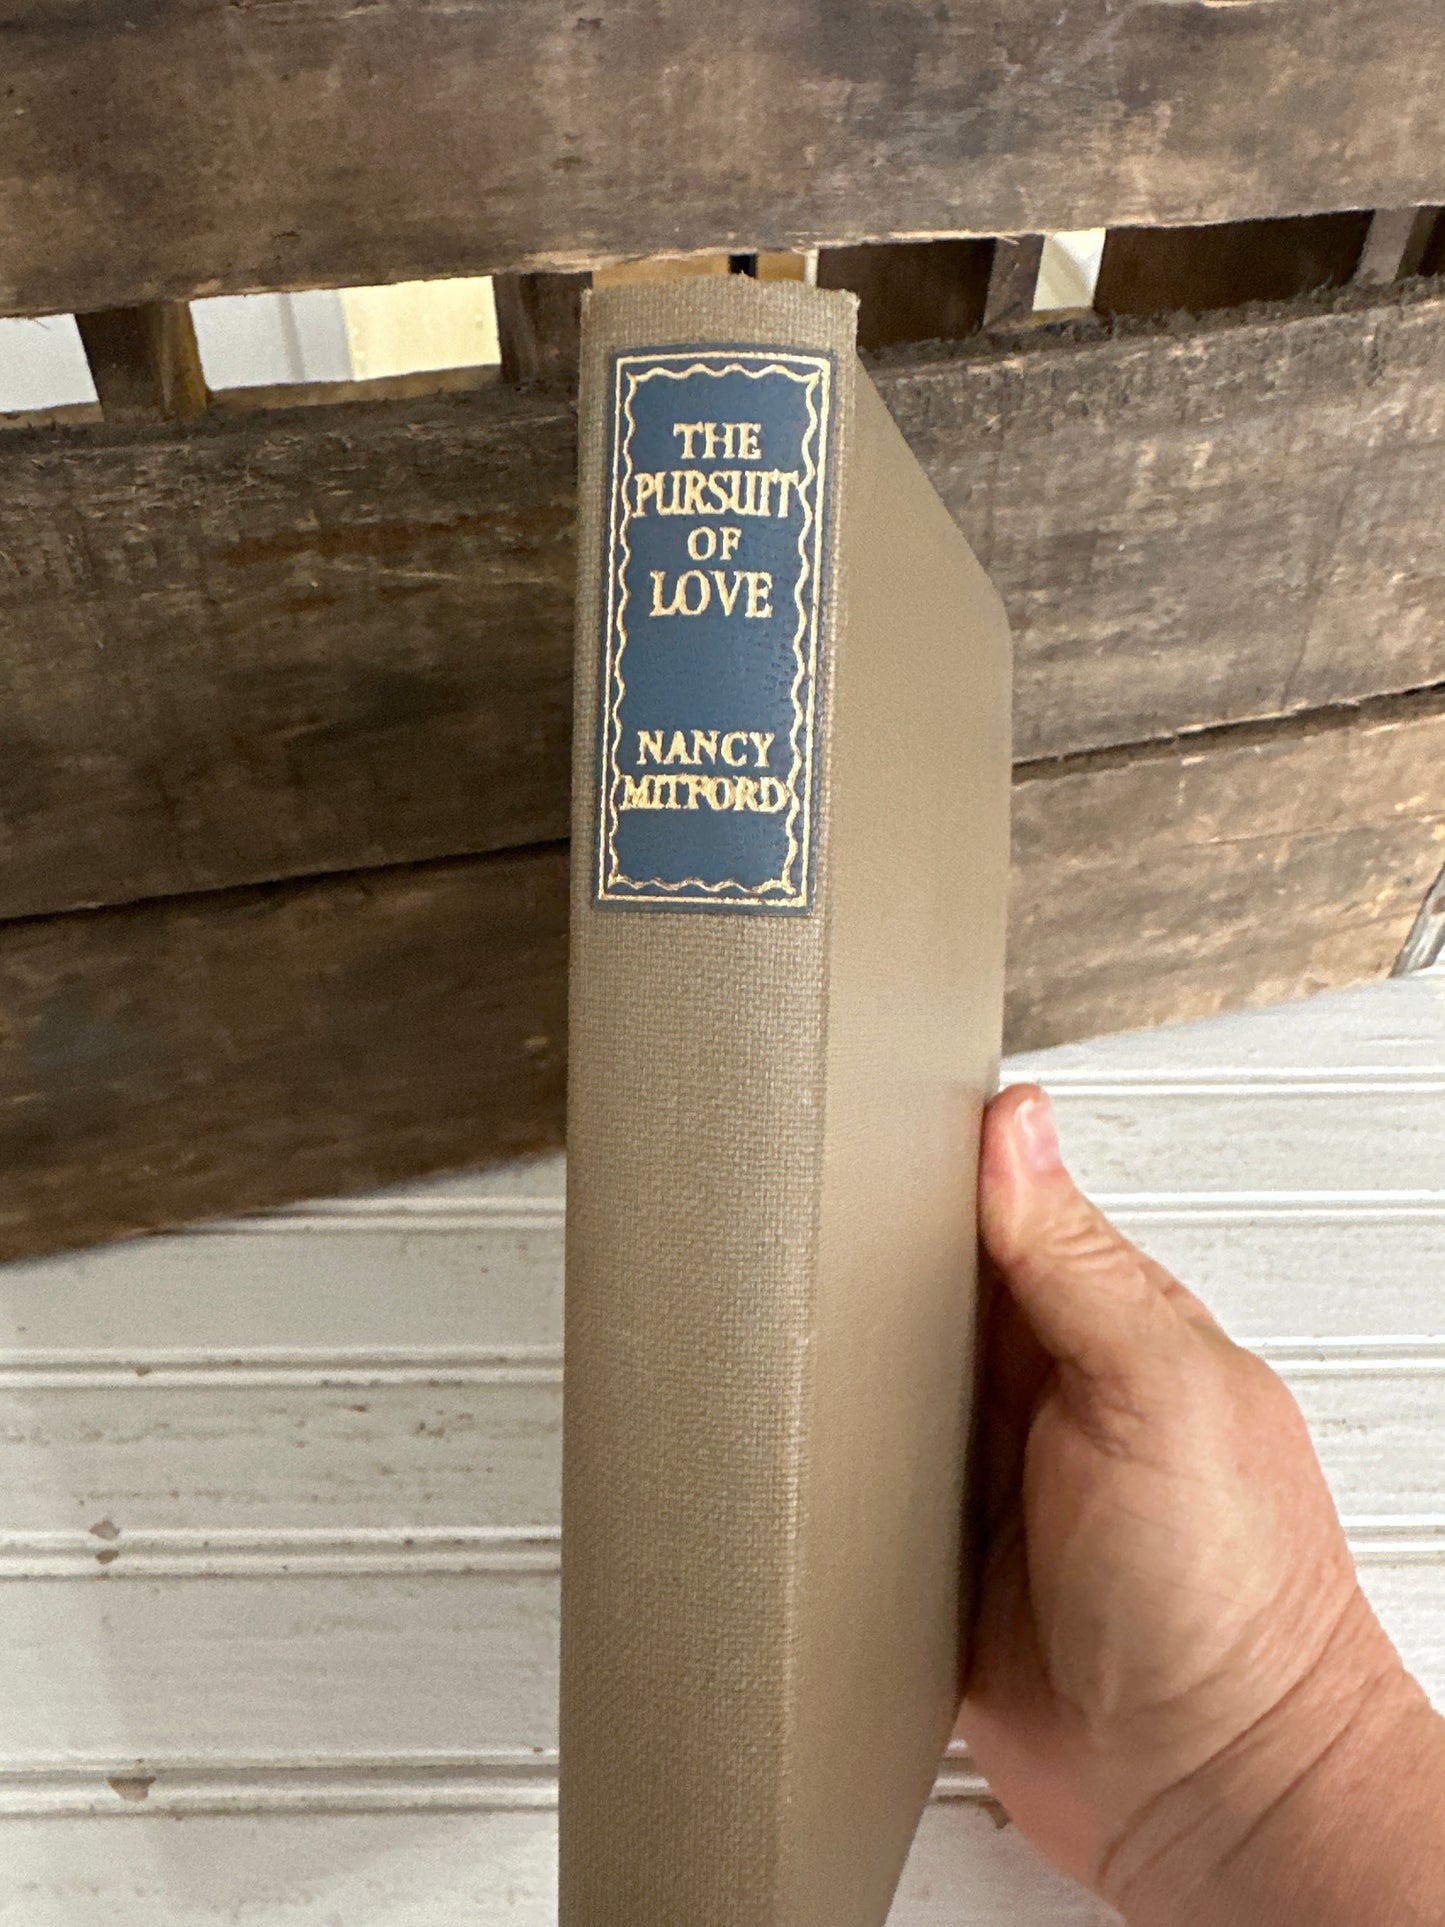 THE
PURSUIT
OF
LOVE
NANCY
MITFORD